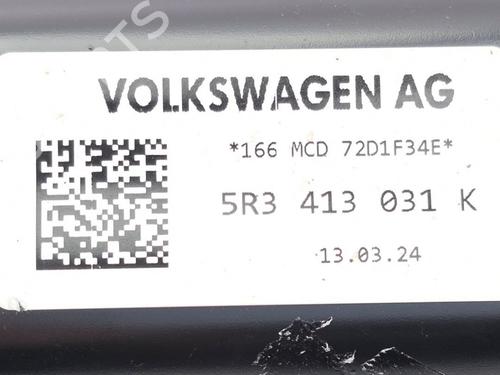 VOLKSWAGEN AG
*166 MCD 72D1F34E*
5R3 413 031 K
13.03.24